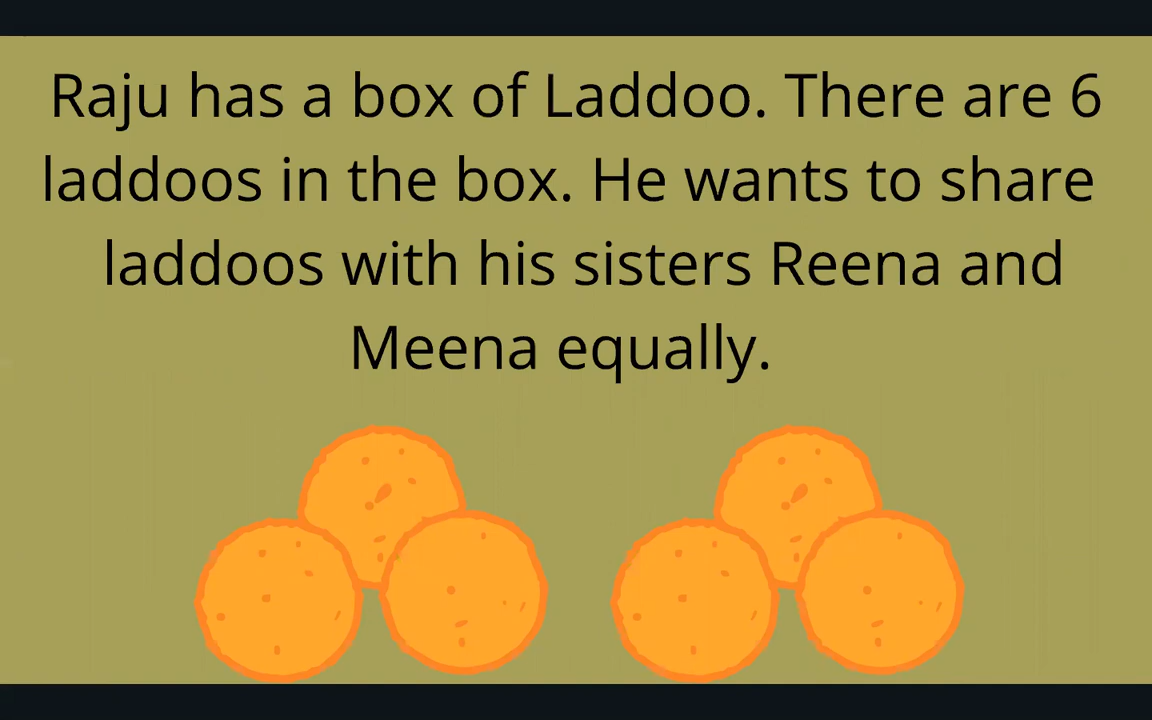 Raju has a box of Laddoo. There are 6
laddoos in the box. He wants to share
laddoos with his sisters Reena and
Meena equally.